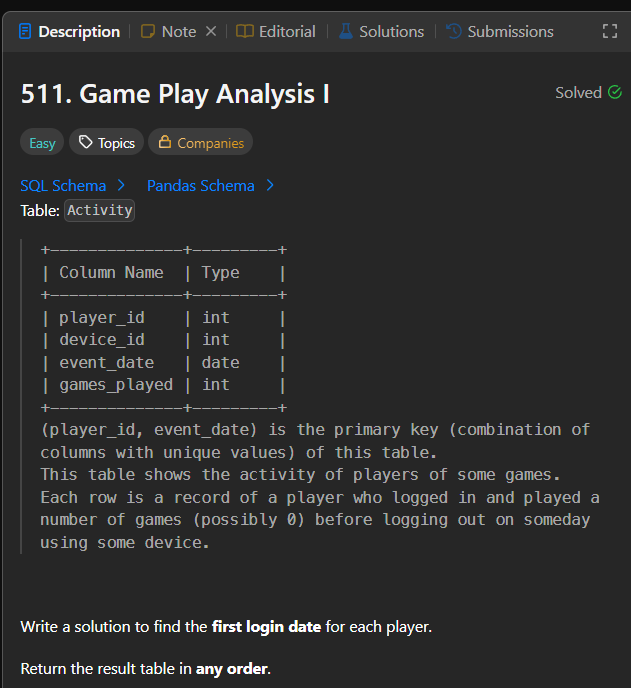 Description | Note × | Editorial | Solutions | Submissions
511. Game Play Analysis I
Solved
Easy Topics Companies
SQL Schema > Pandas Schema >
Table: Activity
+--------------+---------+
| Column Name  | Type    |
+--------------+---------+
| player_id    | int     |
| device_id    | int     |
| event_date   | date    |
| games_played | int     |
+--------------+---------+
(player_id, event_date) is the primary key (combination of
columns with unique values) of this table.
This table shows the activity of players of some games.
Each row is a record of a player who logged in and played a
number of games (possibly 0) before logging out on someday
using some device.
Write a solution to find the first login date for each player.
Return the result table in any order.